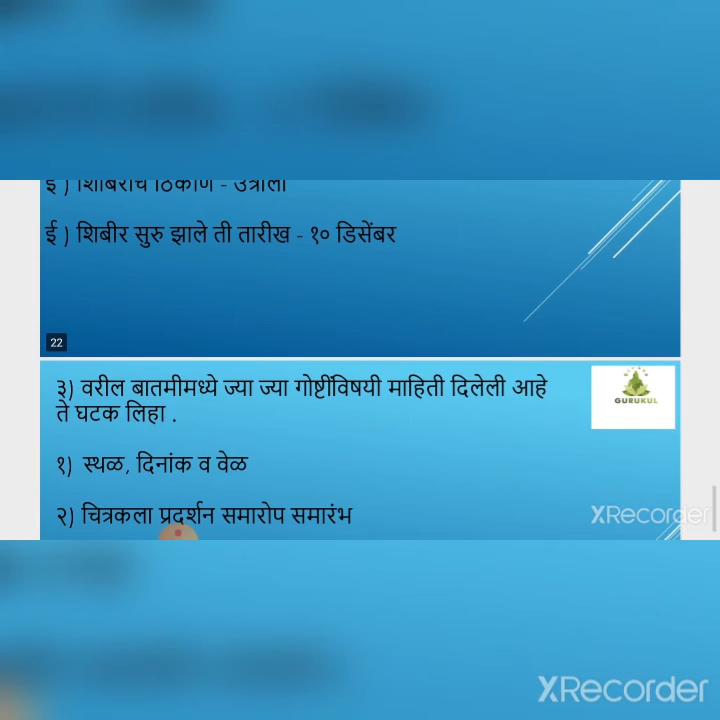 इ ) शिबिराचे ठिकाण - उत्राली
ई ) शिबीर सुरु झाले ती तारीख - १० डिसेंबर
22
३) वरील बातमीमध्ये ज्या ज्या गोष्टींविषयी माहिती दिलेली आहे
ते घटक लिहा .
GURUKUL
१) स्थळ, दिनांक व वेळ
२) चित्रकला प्रदर्शन समारोप समारंभ
XRecorder
XRecorder